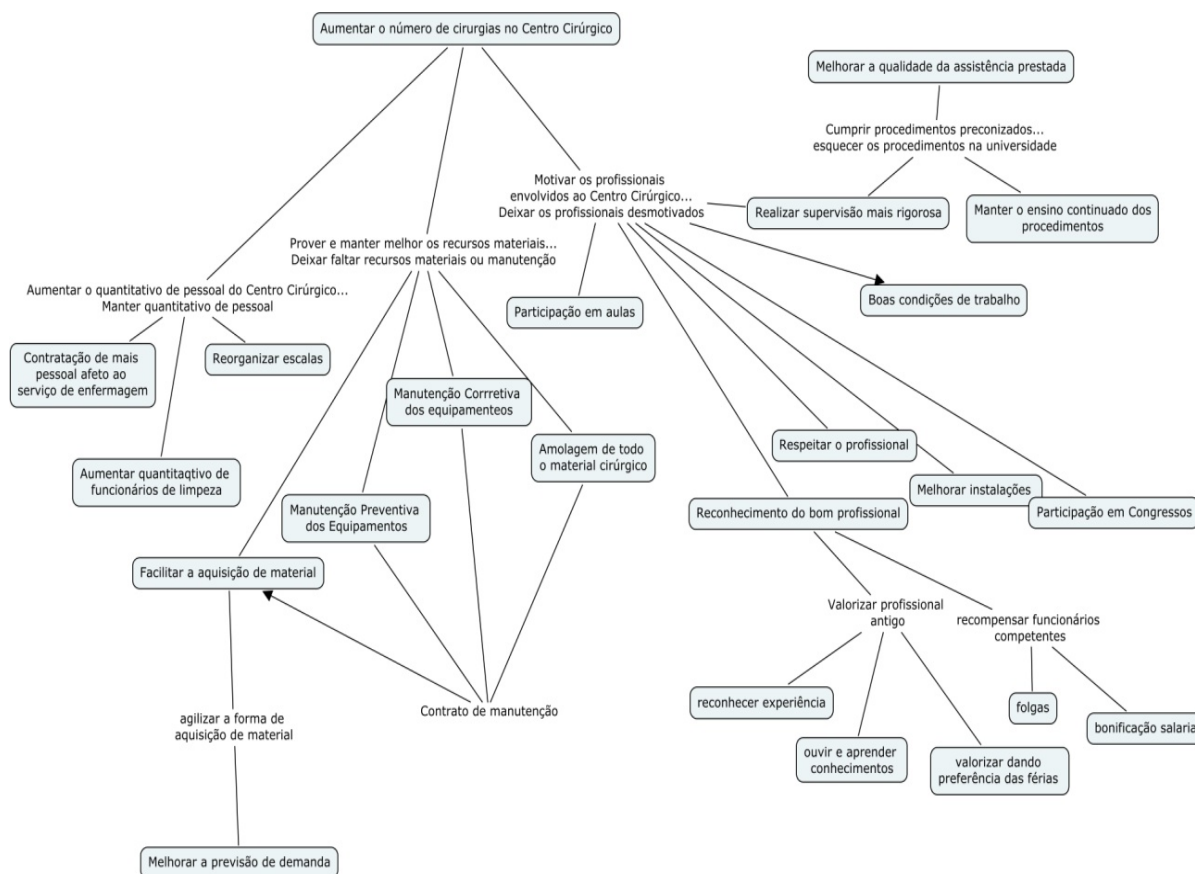 Aumentar o número de cirurgias no Centro Cirúrgico
Melhorar a qualidade da assistência prestada
Cumprir procedimentos preconizados...
esquecer os procedimentos na universidade
Motivar os profissionais
envolvidos ao Centro Cirúrgico...
Deixar os profissionais desmotivados
Realizar supervisão mais rigorosa
Manter o ensino continuado dos
procedimentos
Prover e manter melhor os recursos materiais...
Deixar faltar recursos materiais ou manutenção
Aumentar o quantitativo de pessoal do Centro Cirúrgico...
Manter quantitativo de pessoal
Participação em aulas
Boas condições de trabalho
Contratação de mais
pessoal afeto ao
serviço de enfermagem
Reorganizar escalas
Manutenção Corrretiva
dos equipamenteos
Amolagem de todo
o material cirúrgico
Respeitar o profissional
Aumentar quantitaqtivo de
funcionários de limpeza
Melhorar instalações
Manutenção Preventiva
dos Equipamentos
Reconhecimento do bom profissional
Participação em Congressos
Facilitar a aquisição de material
Valorizar profissional
antigo
recompensar funcionários
competentes
reconhecer experiência
folgas
Contrato de manutenção
agilizar a forma de
aquisição de material
bonificação salaria
ouvir e aprender
conhecimentos
valorizar dando
preferência das férias
Melhorar a previsão de demanda